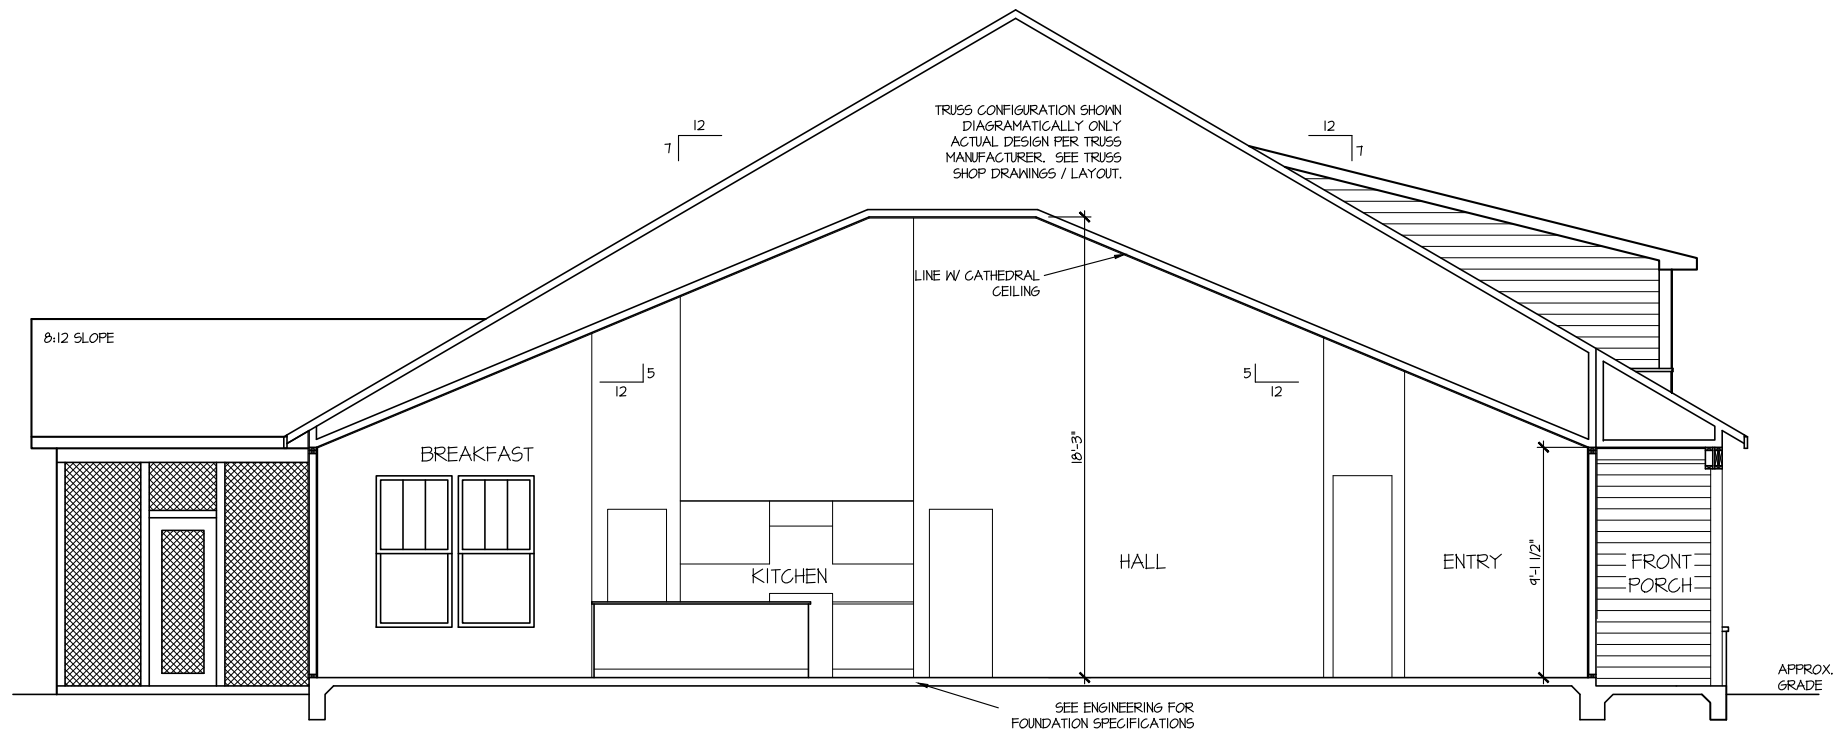 TRUSS CONFIGURATION SHOWN
DIAGRAMATICALLY ONLY
ACTUAL DESIGN PER TRUSS
MANUFACTURER. SEE TRUSS
SHOP DRAWINGS / LAYOUT.
12
7
12
7
LINE W/ CATHEDRAL
CEILING
8:12 SLOPE
5
12
5
12
BREAKFAST
18'-3"
KITCHEN
HALL
ENTRY
9'-1 1/2"
FRONT
PORCH
APPROX.
GRADE
SEE ENGINEERING FOR
FOUNDATION SPECIFICATIONS